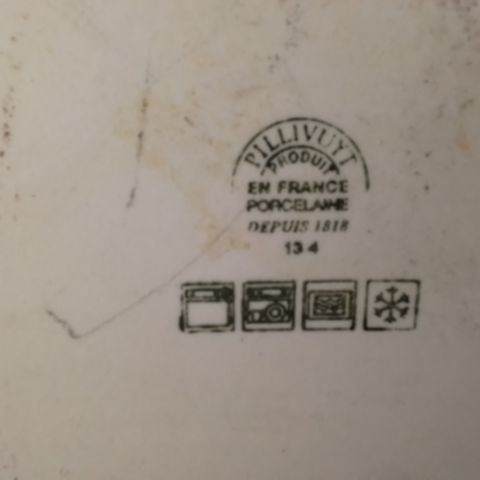 PILLIVUYT
PRODUIT
EN FRANCE
PORCELAINE
DEPUIS 1818
13 4